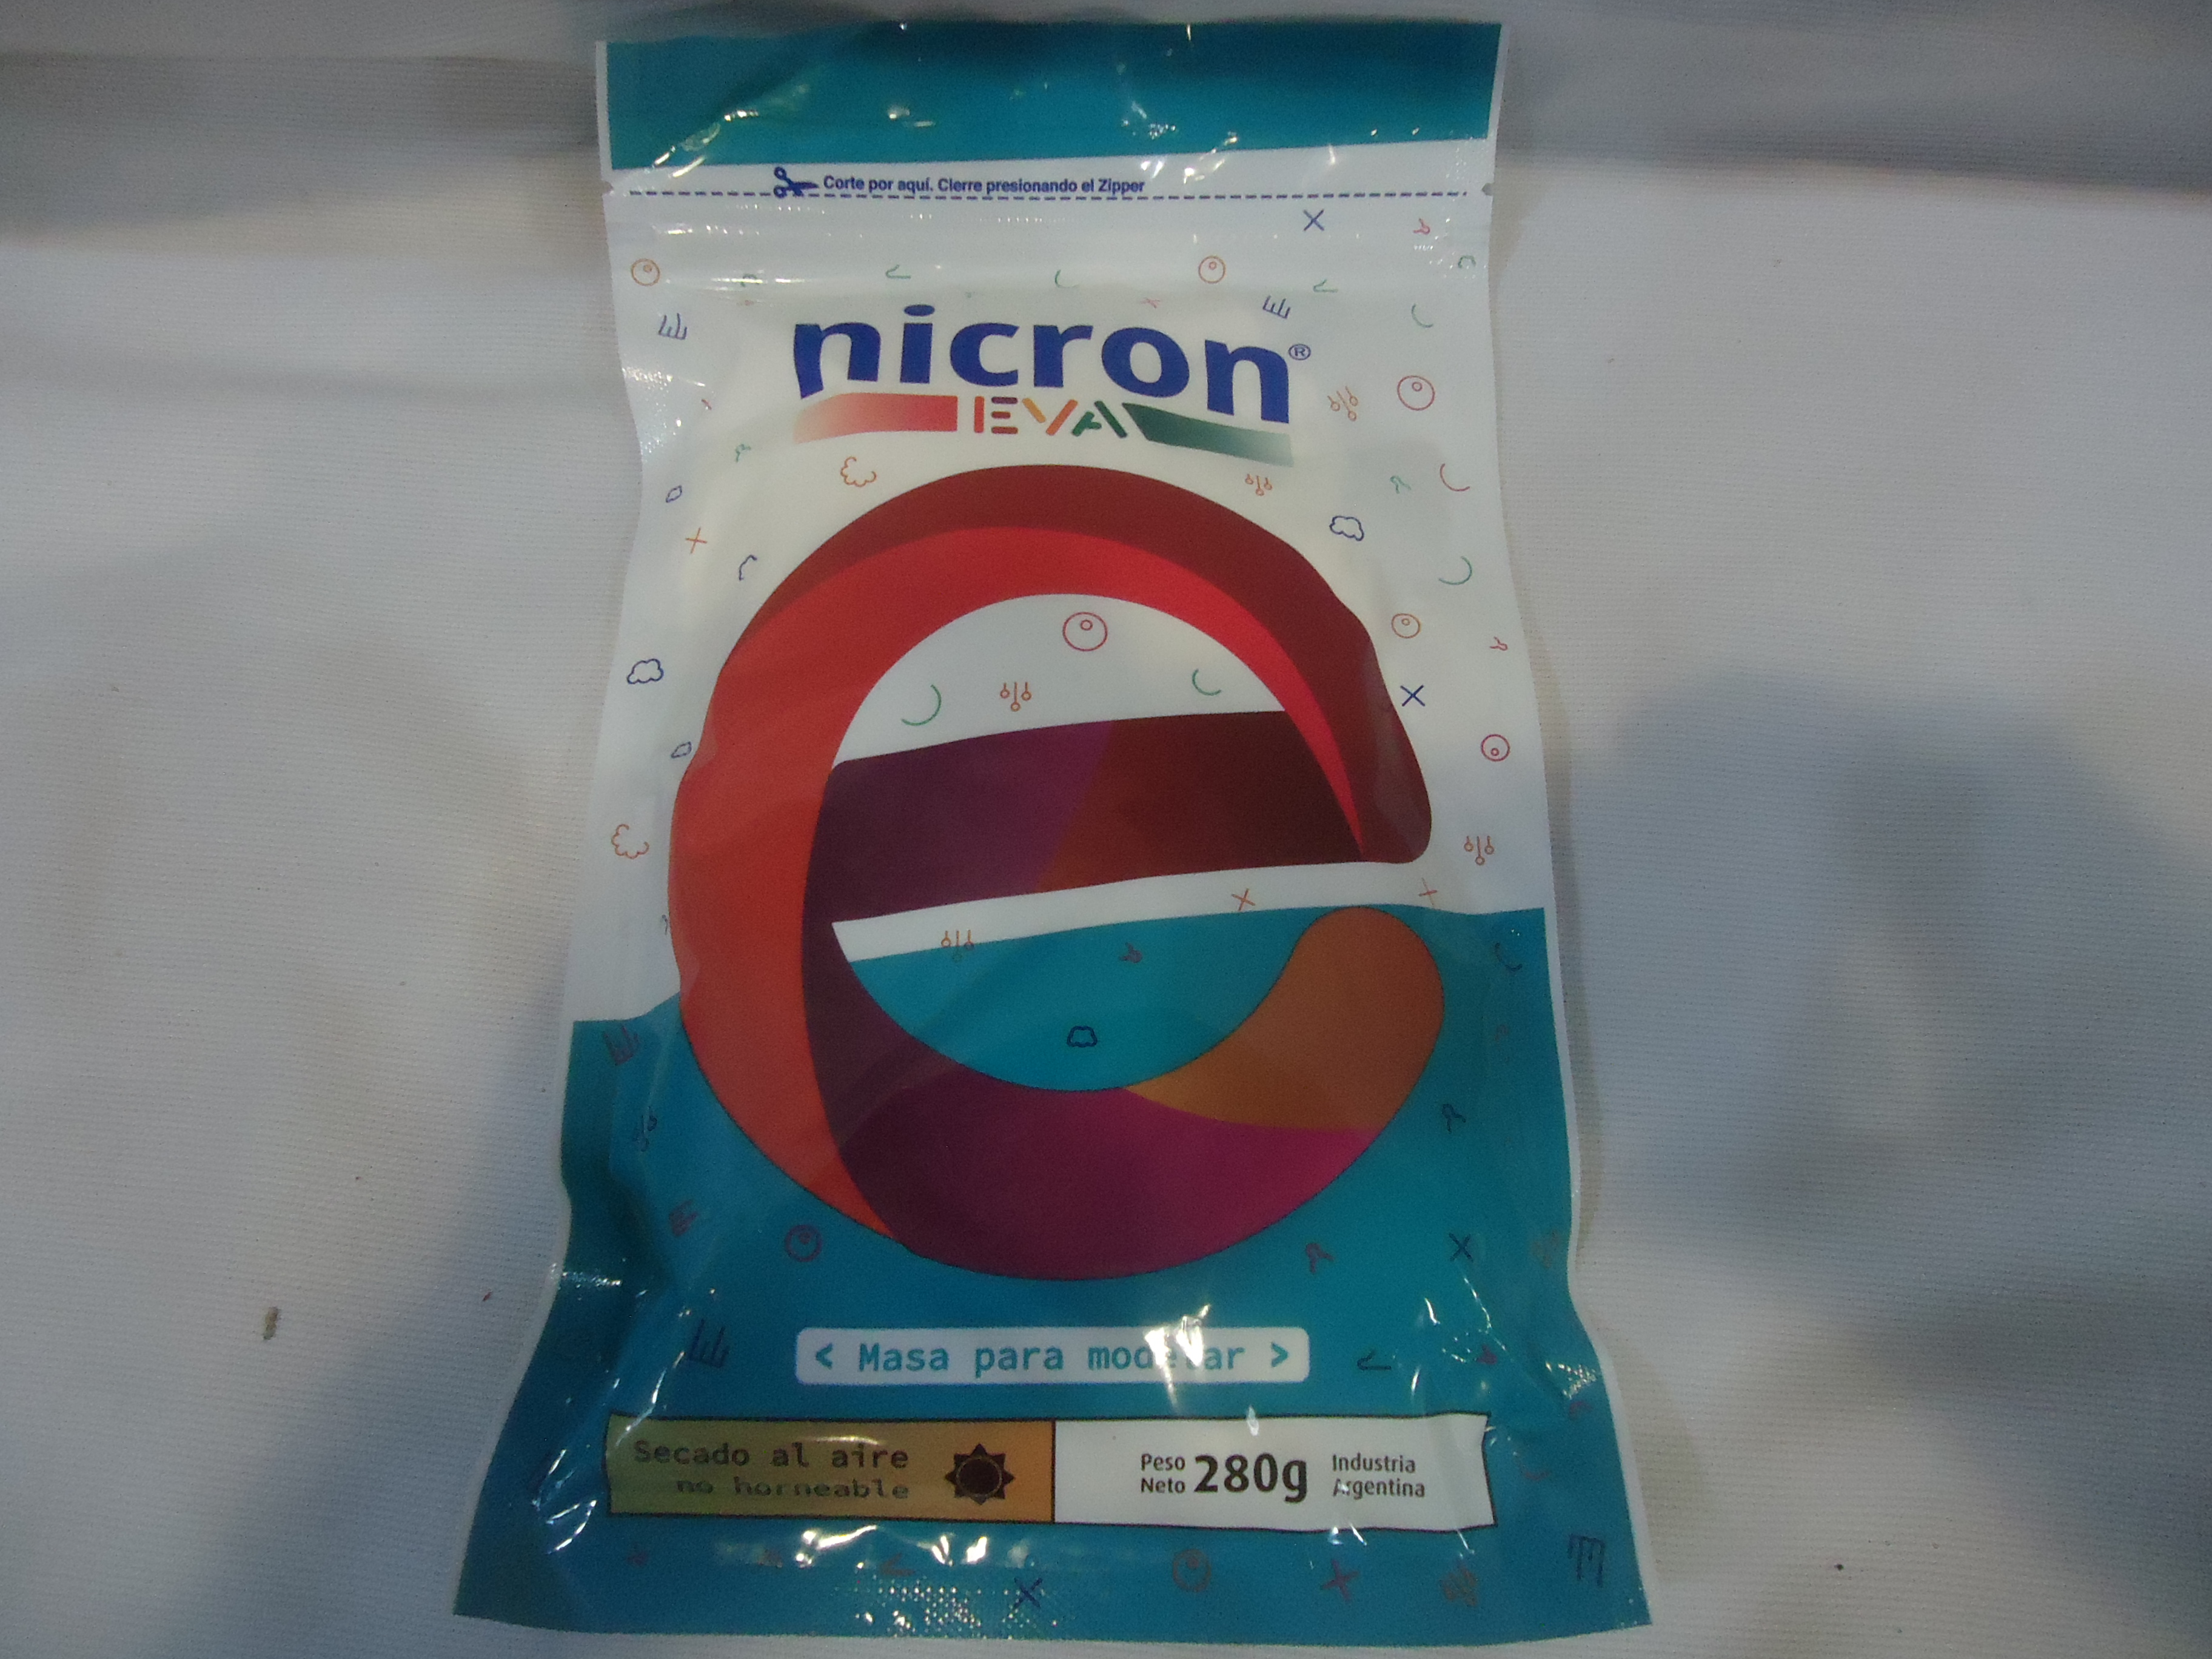 Corte por aquí. Cierre presionando el Zipper
nicron®
EVA
e
< Masa para modelar >
Secado al aire
no horneable
Peso Neto 280g Industria Argentina